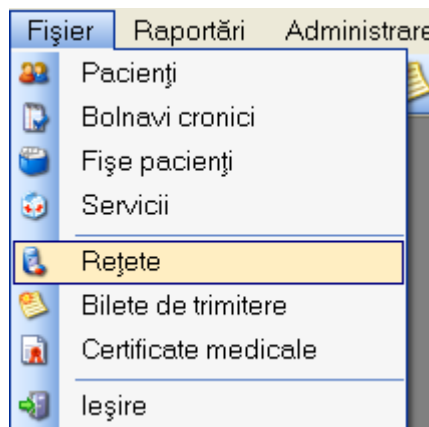 Fişier Raportări Administrare
Pacienţi
Bolnavi cronici
Fişe pacienţi
Servicii
Reţete
Bilete de trimitere
Certificate medicale
Ieşire